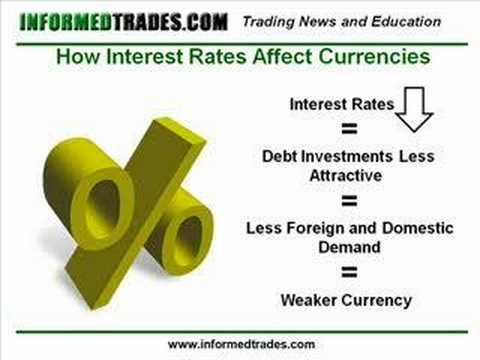 INFORMEDTRADES.COM Trading News and Education
How Interest Rates Affect Currencies
Interest Rates
=
Debt Investments Less
Attractive
=
Less Foreign and Domestic
Demand
=
Weaker Currency
%
www.informedtrades.com